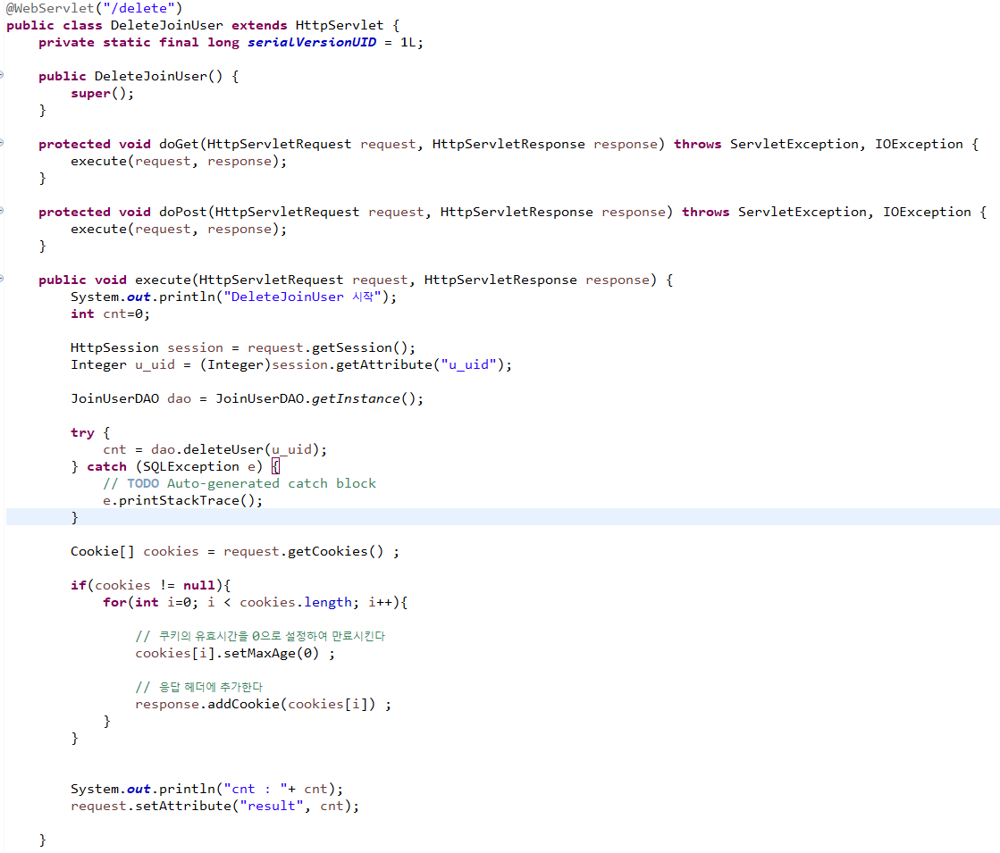 @WebServlet("/delete")
public class DeleteJoinUser extends HttpServlet {
private static final long serialVersionUID = 1L;
public DeleteJoinUser() {
super();
}
protected void doGet(HttpServletRequest request, HttpServletResponse response) throws ServletException, IOException {
execute(request, response);
}
protected void doPost(HttpServletRequest request, HttpServletResponse response) throws ServletException, IOException {
execute(request, response);
}
public void execute(HttpServletRequest request, HttpServletResponse response) {
System.out.println("DeleteJoinUser 시작");
int cnt=0;
HttpSession session = request.getSession();
Integer u_uid = (Integer)session.getAttribute("u_uid");
JoinUserDAO dao = JoinUserDAO.getInstance();
try {
cnt = dao.deleteUser(u_uid);
} catch (SQLException e) {
// TODO Auto-generated catch block
e.printStackTrace();
}
Cookie[] cookies = request.getCookies() ;
if(cookies != null){
for(int i=0; i < cookies.length; i++){
// 쿠키의 유효시간을 0으로 설정하여 만료시킨다
cookies[i].setMaxAge(0) ;
// 응답 헤더에 추가한다
response.addCookie(cookies[i]) ;
}
}
System.out.println("cnt : "+ cnt);
request.setAttribute("result", cnt);
}